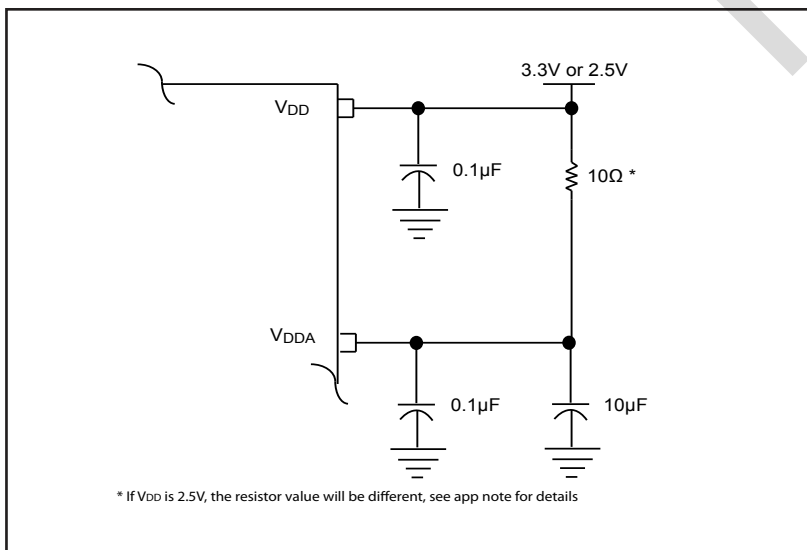 3.3V or 2.5V
VDD
0.1µF
10Ω *
VDDA
0.1µF
10µF
* If VDD is 2.5V, the resistor value will be different, see app note for details